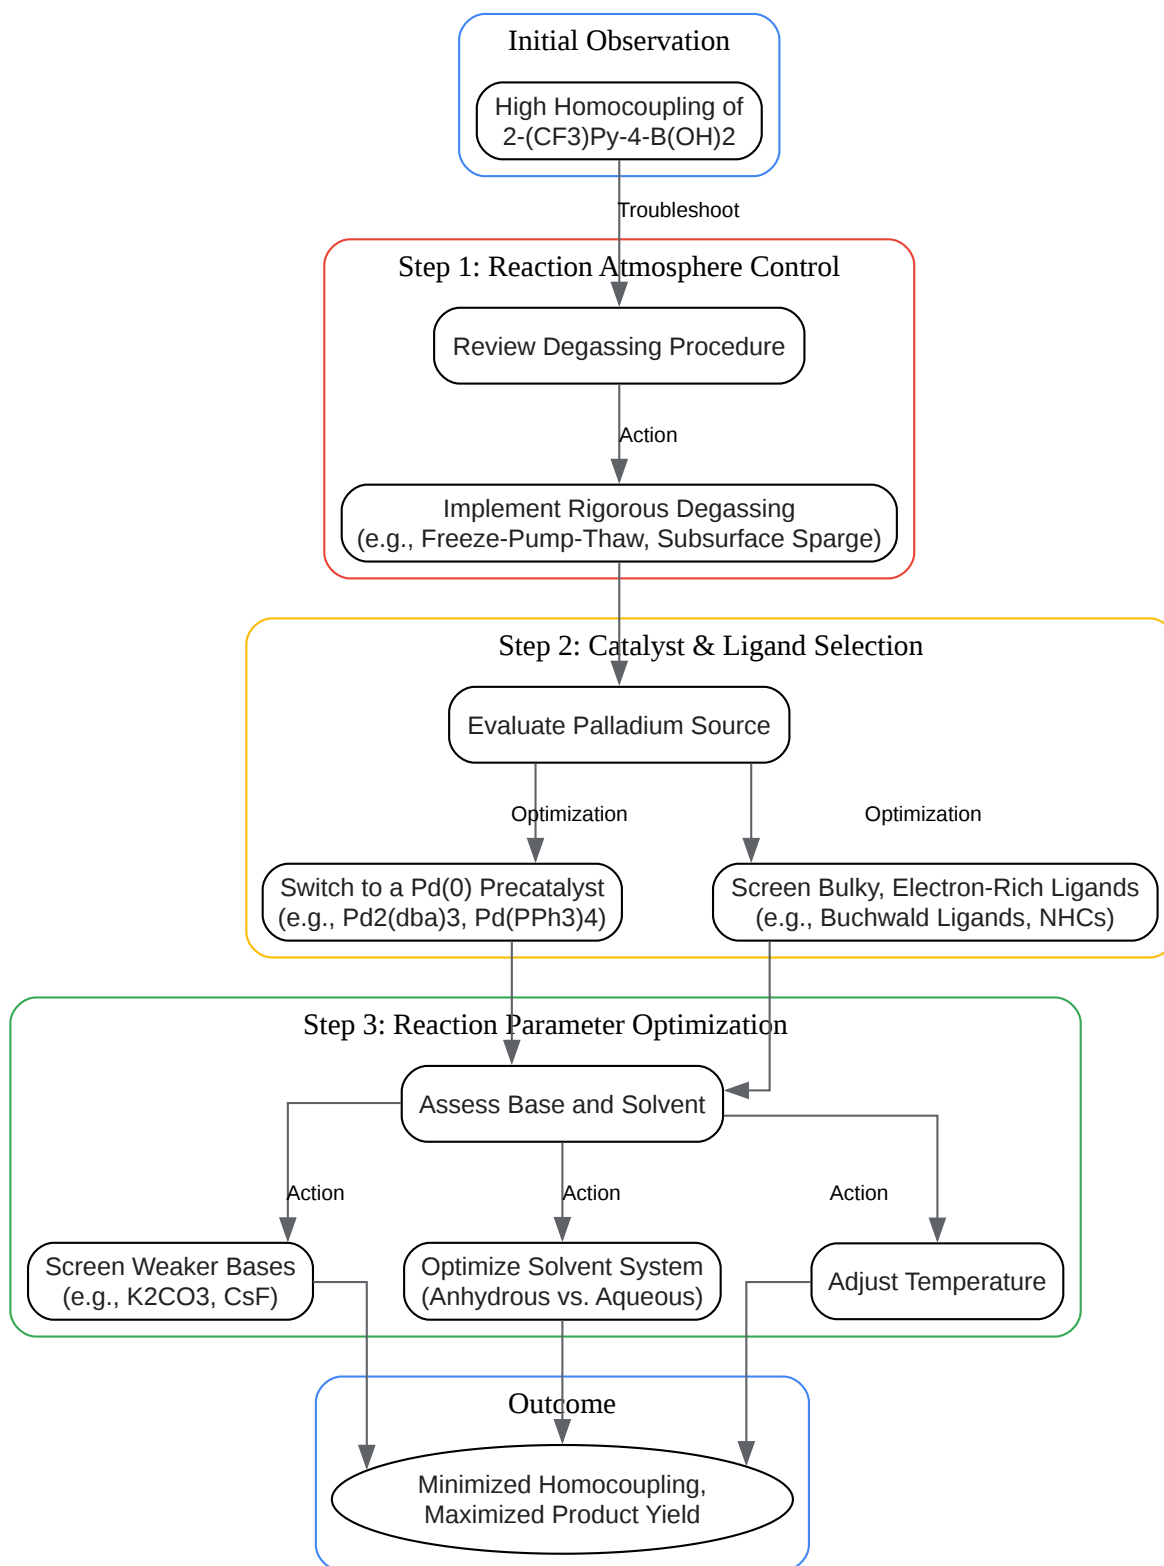 Initial Observation
High Homocoupling of
2-(CF3)Py-4-B(OH)2
Troubleshoot
Step 1: Reaction Atmosphere Control
Review Degassing Procedure
Action
Implement Rigorous Degassing
(e.g., Freeze-Pump-Thaw, Subsurface Sparge)
Step 2: Catalyst & Ligand Selection
Evaluate Palladium Source
Optimization
Optimization
Switch to a Pd(0) Precatalyst
(e.g., Pd2(dba)3, Pd(PPh3)4)
Screen Bulky, Electron-Rich Ligands
(e.g., Buchwald Ligands, NHCs)
Step 3: Reaction Parameter Optimization
Assess Base and Solvent
Action
Action
Action
Screen Weaker Bases
(e.g., K2CO3, CsF)
Optimize Solvent System
(Anhydrous vs. Aqueous)
Adjust Temperature
Outcome
Minimized Homocoupling,
Maximized Product Yield